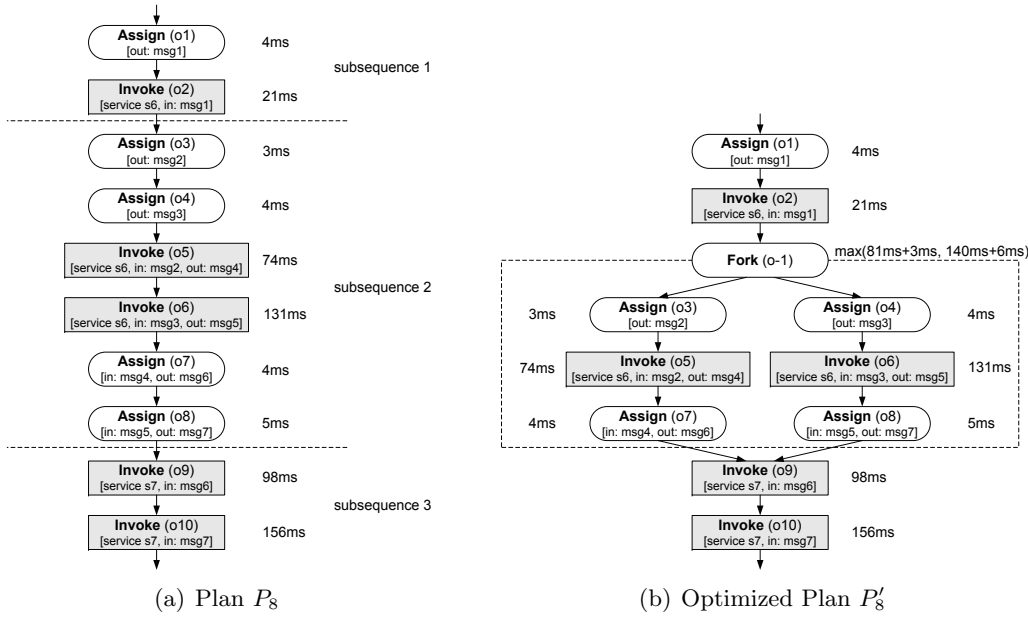 Assign (o1)
[out: msg1]
4ms
subsequence 1
Invoke (o2)
[service s6, in: msg1]
21ms
Assign (o3)
[out: msg2]
3ms
Assign (o4)
[out: msg3]
4ms
Invoke (o5)
[service s6, in: msg2, out: msg4]
74ms
subsequence 2
Invoke (o6)
[service s6, in: msg3, out: msg5]
131ms
Assign (o7)
[in: msg4, out: msg6]
4ms
Assign (o8)
[in: msg5, out: msg7]
5ms
Invoke (o9)
[service s7, in: msg6]
98ms
subsequence 3
Invoke (o10)
[service s7, in: msg7]
156ms
(a) Plan P8
Assign (o1)
[out: msg1]
4ms
Invoke (o2)
[service s6, in: msg1]
21ms
Fork (o-1)
max(81ms+3ms, 140ms+6ms)
3ms
Assign (o3)
[out: msg2]
Assign (o4)
[out: msg3]
4ms
74ms
Invoke (o5)
[service s6, in: msg2, out: msg4]
Invoke (o6)
[service s6, in: msg3, out: msg5]
131ms
4ms
Assign (o7)
[in: msg4, out: msg6]
Assign (o8)
[in: msg5, out: msg7]
5ms
Invoke (o9)
[service s7, in: msg6]
98ms
Invoke (o10)
[service s7, in: msg7]
156ms
(b) Optimized Plan P′8